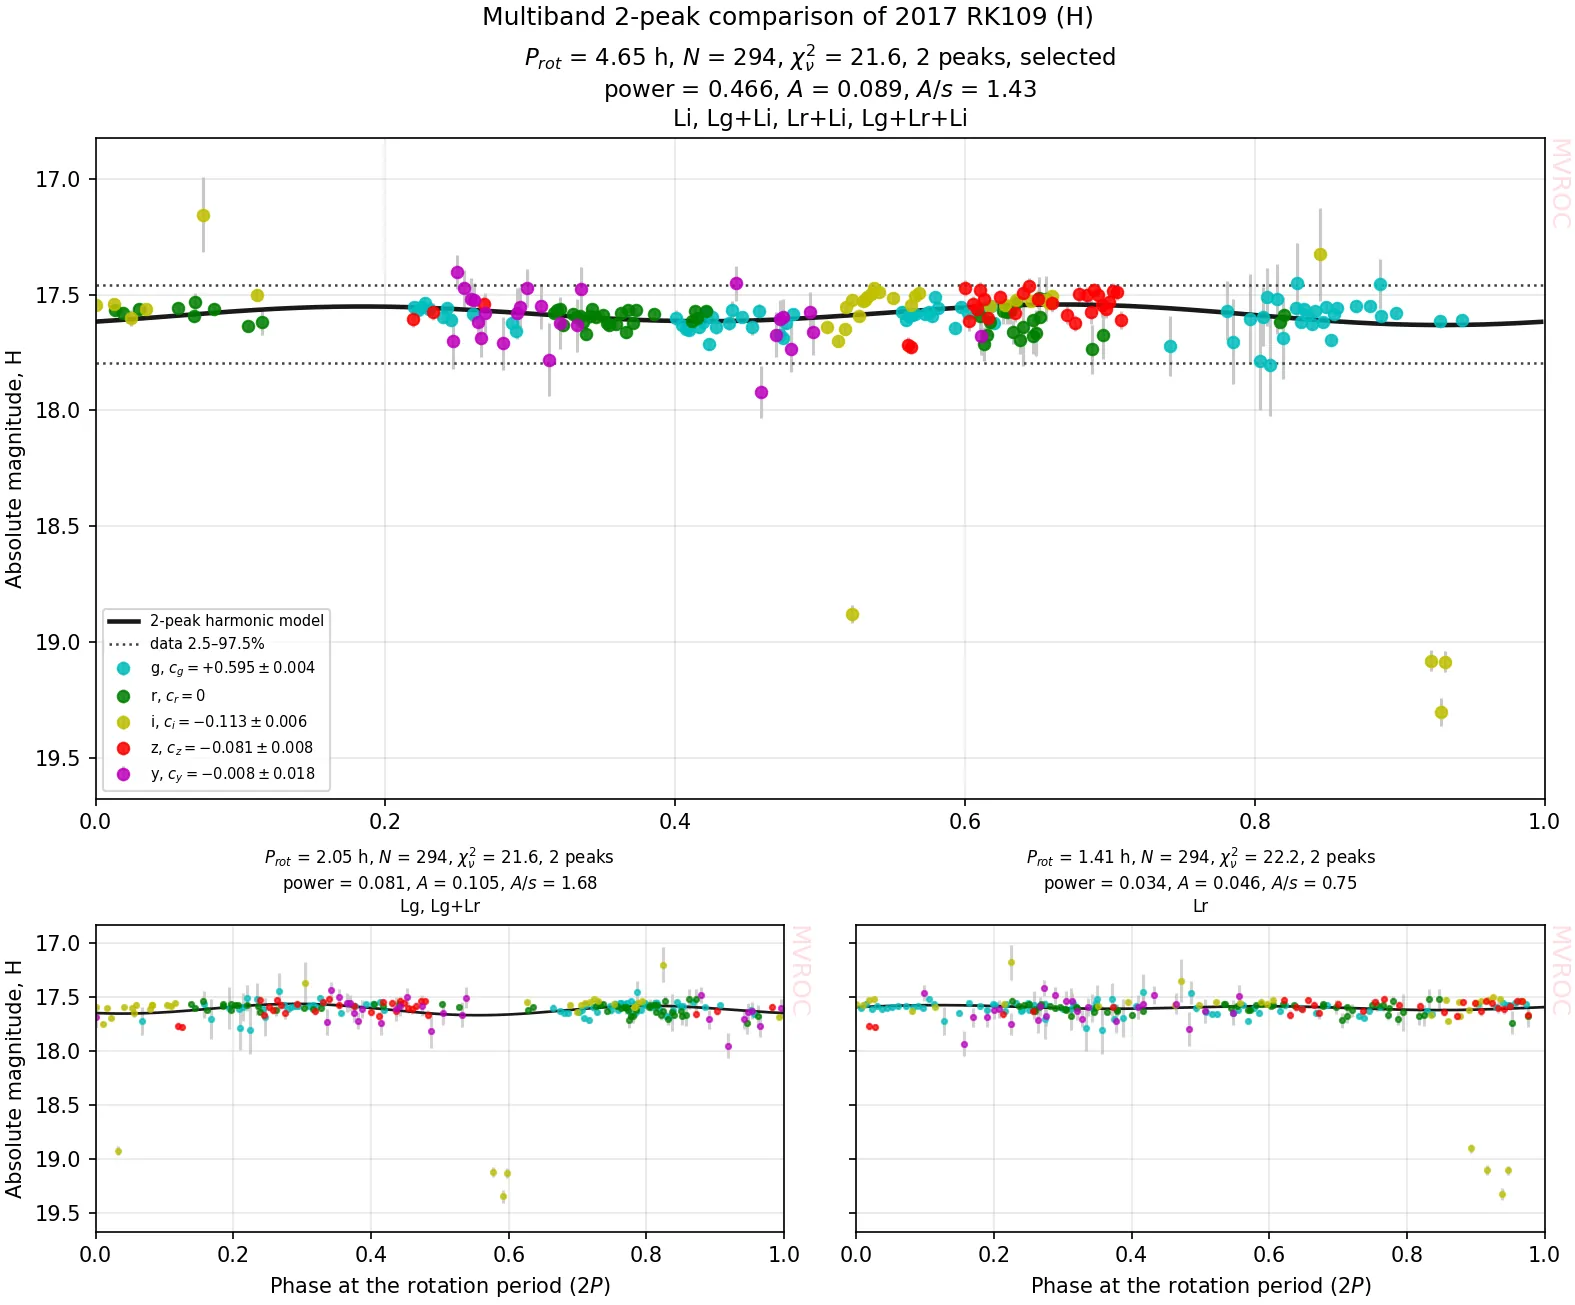 Multiband 2-peak comparison of 2017 RK109 (H)
P_rot = 4.65 h, N = 294, χ²_ν = 21.6, 2 peaks, selected
power = 0.466, A = 0.089, A/s = 1.43
Li, Lg+Li, Lr+Li, Lg+Lr+Li
MVROC
Absolute magnitude, H
17.0
17.5
18.0
18.5
19.0
19.5
2-peak harmonic model
data 2.5–97.5%
g, c_g = +0.595 ± 0.004
r, c_r = 0
i, c_i = −0.113 ± 0.006
z, c_z = −0.081 ± 0.008
y, c_y = −0.008 ± 0.018
0.0 0.2 0.4 0.6 0.8 1.0
P_rot = 2.05 h, N = 294, χ²_ν = 21.6, 2 peaks
power = 0.081, A = 0.105, A/s = 1.68
Lg, Lg+Lr
MVROC
Absolute magnitude, H
17.0
17.5
18.0
18.5
19.0
19.5
0.0 0.2 0.4 0.6 0.8 1.0
Phase at the rotation period (2P)
P_rot = 1.41 h, N = 294, χ²_ν = 22.2, 2 peaks
power = 0.034, A = 0.046, A/s = 0.75
Lr
MVROC
0.0 0.2 0.4 0.6 0.8 1.0
Phase at the rotation period (2P)